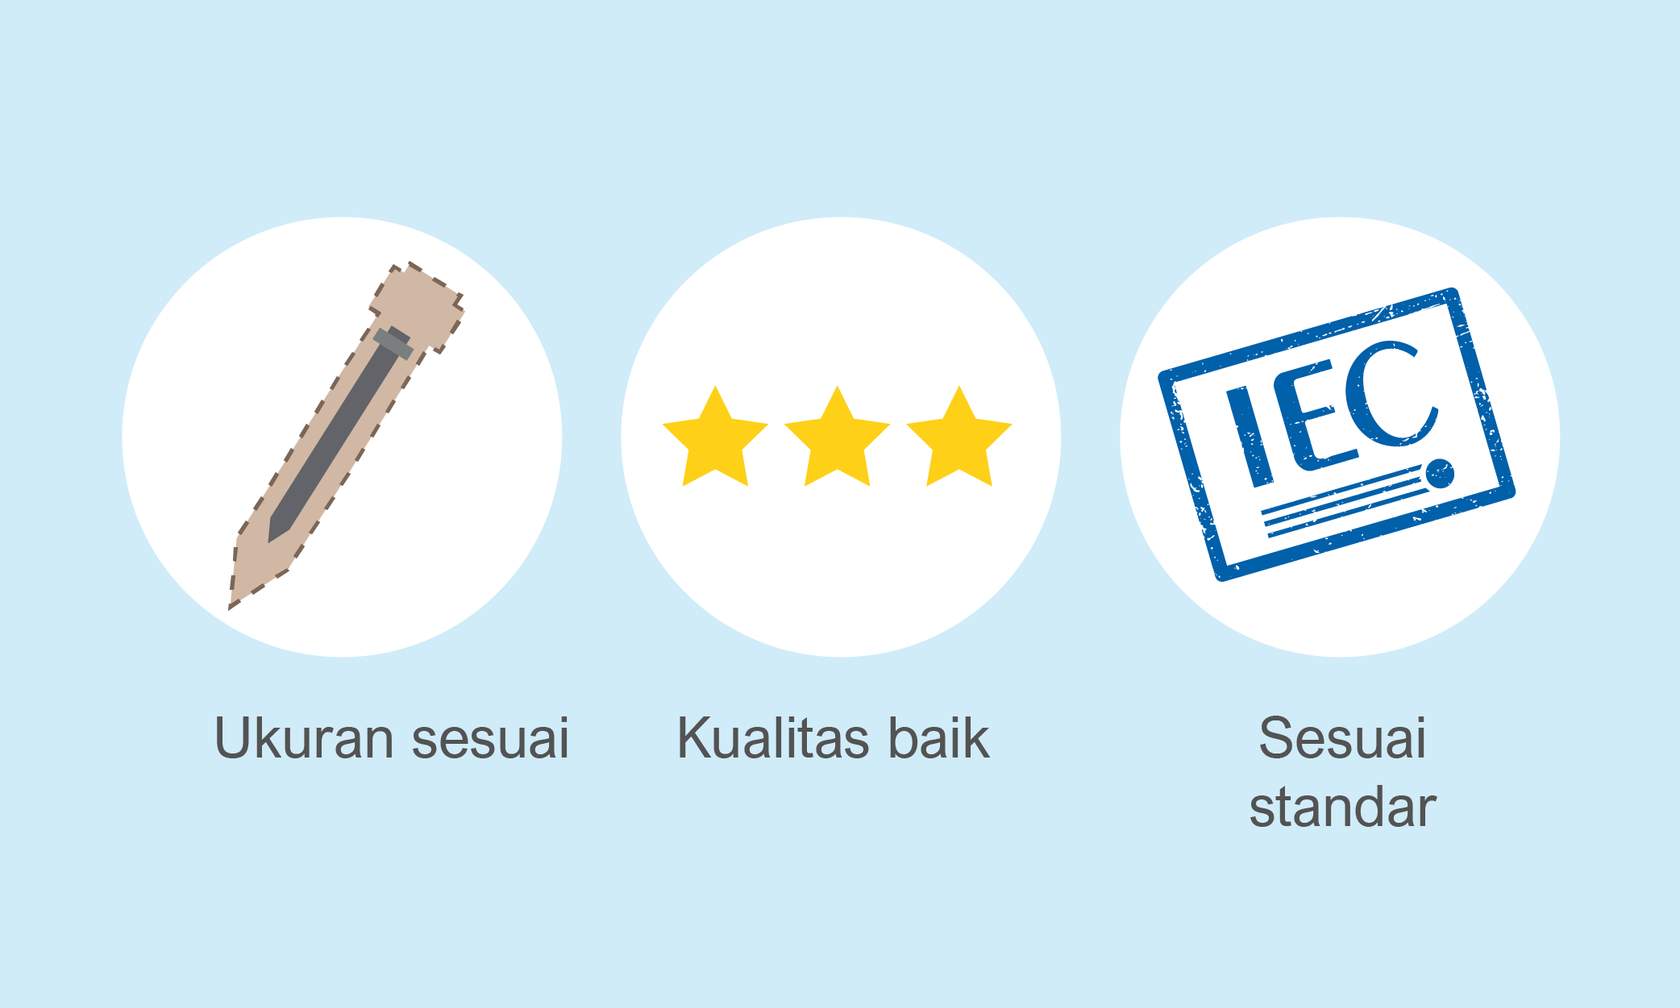 IEC
Ukuran sesuai
Kualitas baik
Sesuai
standar